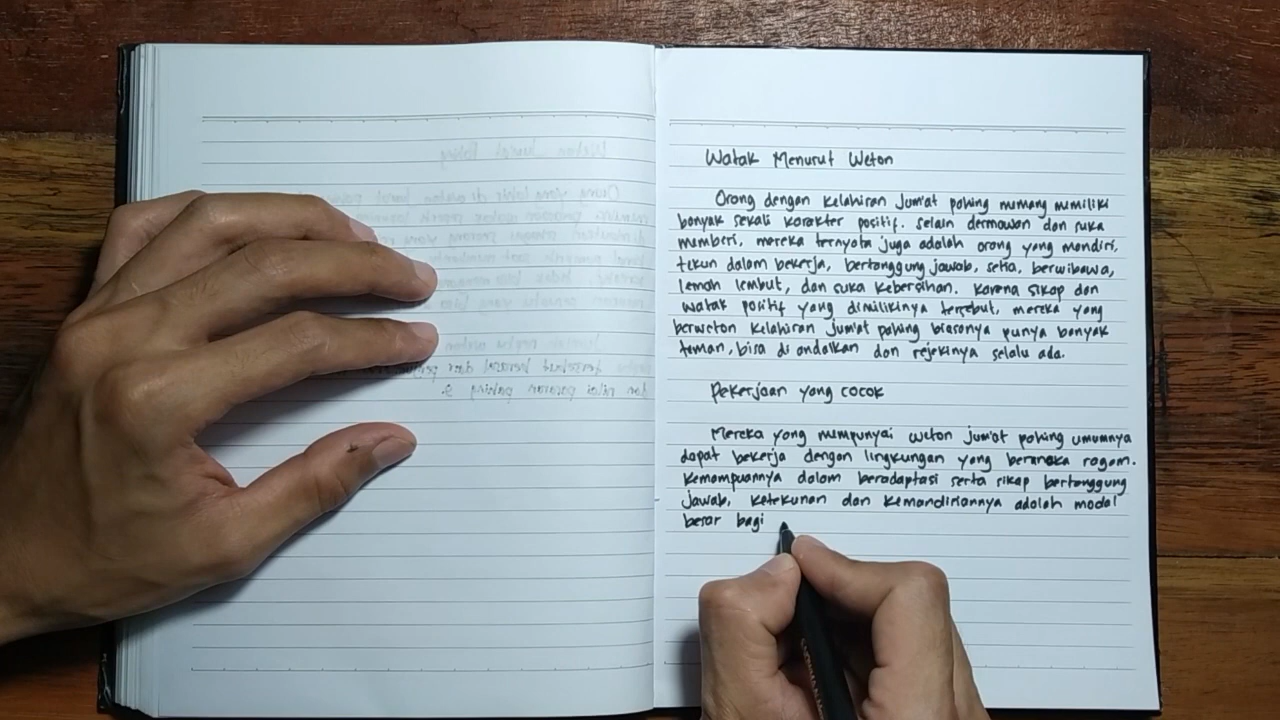 Watak Menurut Weton
Orang dengan kelahiran jum'at pahing memang memiliki
banyak sekali karakter positif. selain dermawan dan suka
memberi, mereka ternyata juga adalah orang yang mandiri,
tekun dalam bekerja, bertanggung jawab, setia, berwibawa,
lemah lembut, dan suka kebersihan. karena sikap dan
watak positif yang dimilikinya tersebut, mereka yang
berweton kelahiran jum'at pahing biasanya punya banyak
teman, bisa di andalkan dan rejekinya selalu ada.
Pekerjaan yang cocok
Mereka yang mempunyai weton jum'at pahing umumnya
dapat bekerja dengan lingkungan yang beraneka ragam.
kemampuannya dalam beradaptasi serta sikap bertanggung
jawab, ketekunan dan kemandiriannya adalah modal
besar bagi